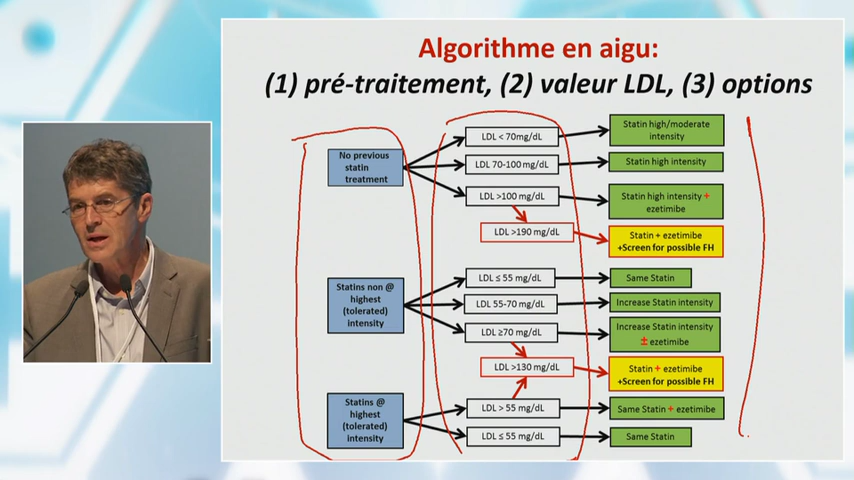 Algorithme en aigu:
(1) pré-traitement, (2) valeur LDL, (3) options
No previous
statin
treatment
LDL < 70mg/dL
Statin high/moderate
intensity
LDL 70-100 mg/dL
Statin high intensity
LDL >100 mg/dL
Statin high intensity +
ezetimibe
LDL >190 mg/dL
Statin + ezetimibe
+Screen for possible FH
Statins non @
highest
(tolerated)
intensity
LDL ≤ 55 mg/dL
Same Statin
LDL 55-70 mg/dL
Increase Statin intensity
LDL ≥70 mg/dL
Increase Statin intensity
± ezetimibe
LDL >130 mg/dL
Statin + ezetimibe
+Screen for possible FH
Statins @
highest
(tolerated)
intensity
LDL > 55 mg/dL
Same Statin + ezetimibe
LDL ≤ 55 mg/dL
Same Statin